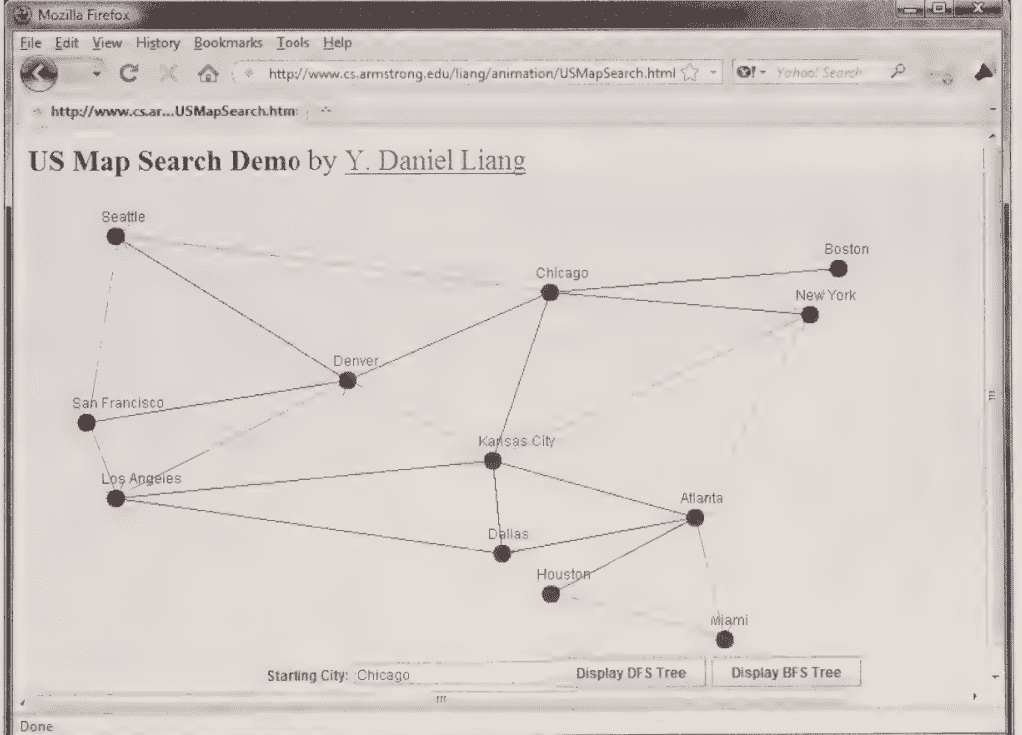 Mozilla Firefox
File Edit View History Bookmarks Tools Help
http://www.cs.armstrong.edu/liang/animation/USMapSearch.html Yahoo! Search
http://www.cs.ar...USMapSearch.htm
US Map Search Demo by Y. Daniel Liang
Seattle
Boston
Chicago
New York
Denver
San Francisco
Kansas City
Los Angeles
Atlanta
Dallas
Houston
Miami
Starting City: Chicago Display DFS Tree Display BFS Tree
Done